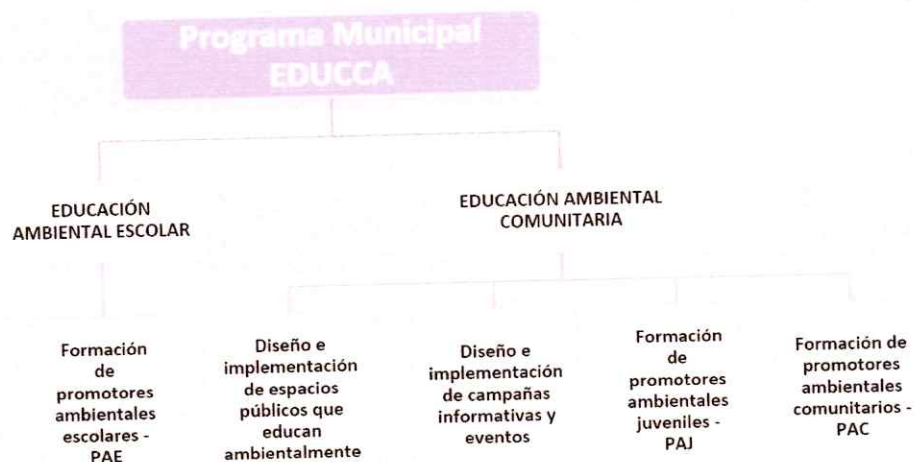 Programa Municipal
EDUCCA
EDUCACIÓN
AMBIENTAL ESCOLAR
EDUCACIÓN AMBIENTAL
COMUNITARIA
Formación
de
promotores
ambientales
escolares -
PAE
Diseño e
implementación
de espacios
públicos que
educan
ambientalmente
Diseño e
implementación
de campañas
informativas y
eventos
Formación
de
promotores
ambientales
juveniles -
PAJ
Formación de
promotores
ambientales
comunitarios -
PAC